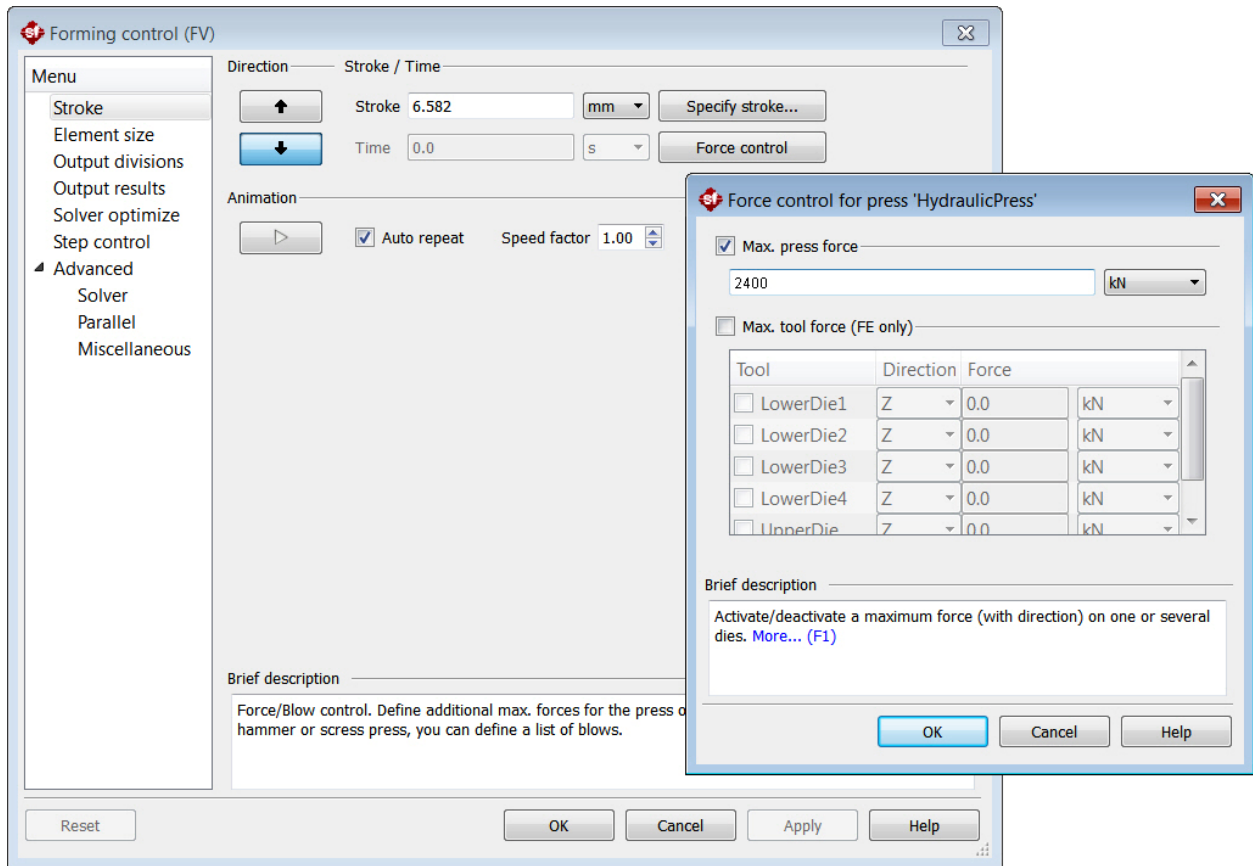 Forming control (FV)
Menu
Stroke
Element size
Output divisions
Output results
Solver optimize
Step control
Advanced
Solver
Parallel
Miscellaneous
Direction
Stroke / Time
Stroke 6.582 mm Specify stroke...
Time 0.0 s Force control
Animation
Auto repeat Speed factor 1.00
Brief description
Force/Blow control. Define additional max. forces for the press o
hammer or scress press, you can define a list of blows.
Reset OK Cancel Apply Help
Force control for press 'HydraulicPress'
Max. press force
2400 kN
Max. tool force (FE only)
Tool Direction Force
LowerDie1 Z 0.0 kN
LowerDie2 Z 0.0 kN
LowerDie3 Z 0.0 kN
LowerDie4 Z 0.0 kN
UpperDie Z 0.0 kN
Brief description
Activate/deactivate a maximum force (with direction) on one or several
dies. More... (F1)
OK Cancel Help